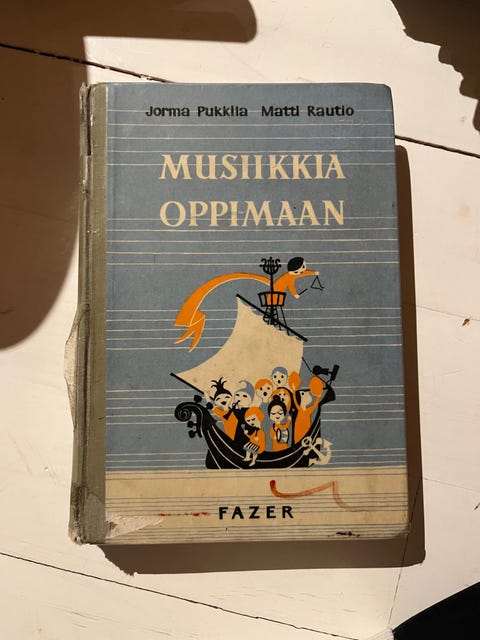 Jorma Pukkila Matti Rautio
MUSIIKKIA
OPPIMAAN
FAZER